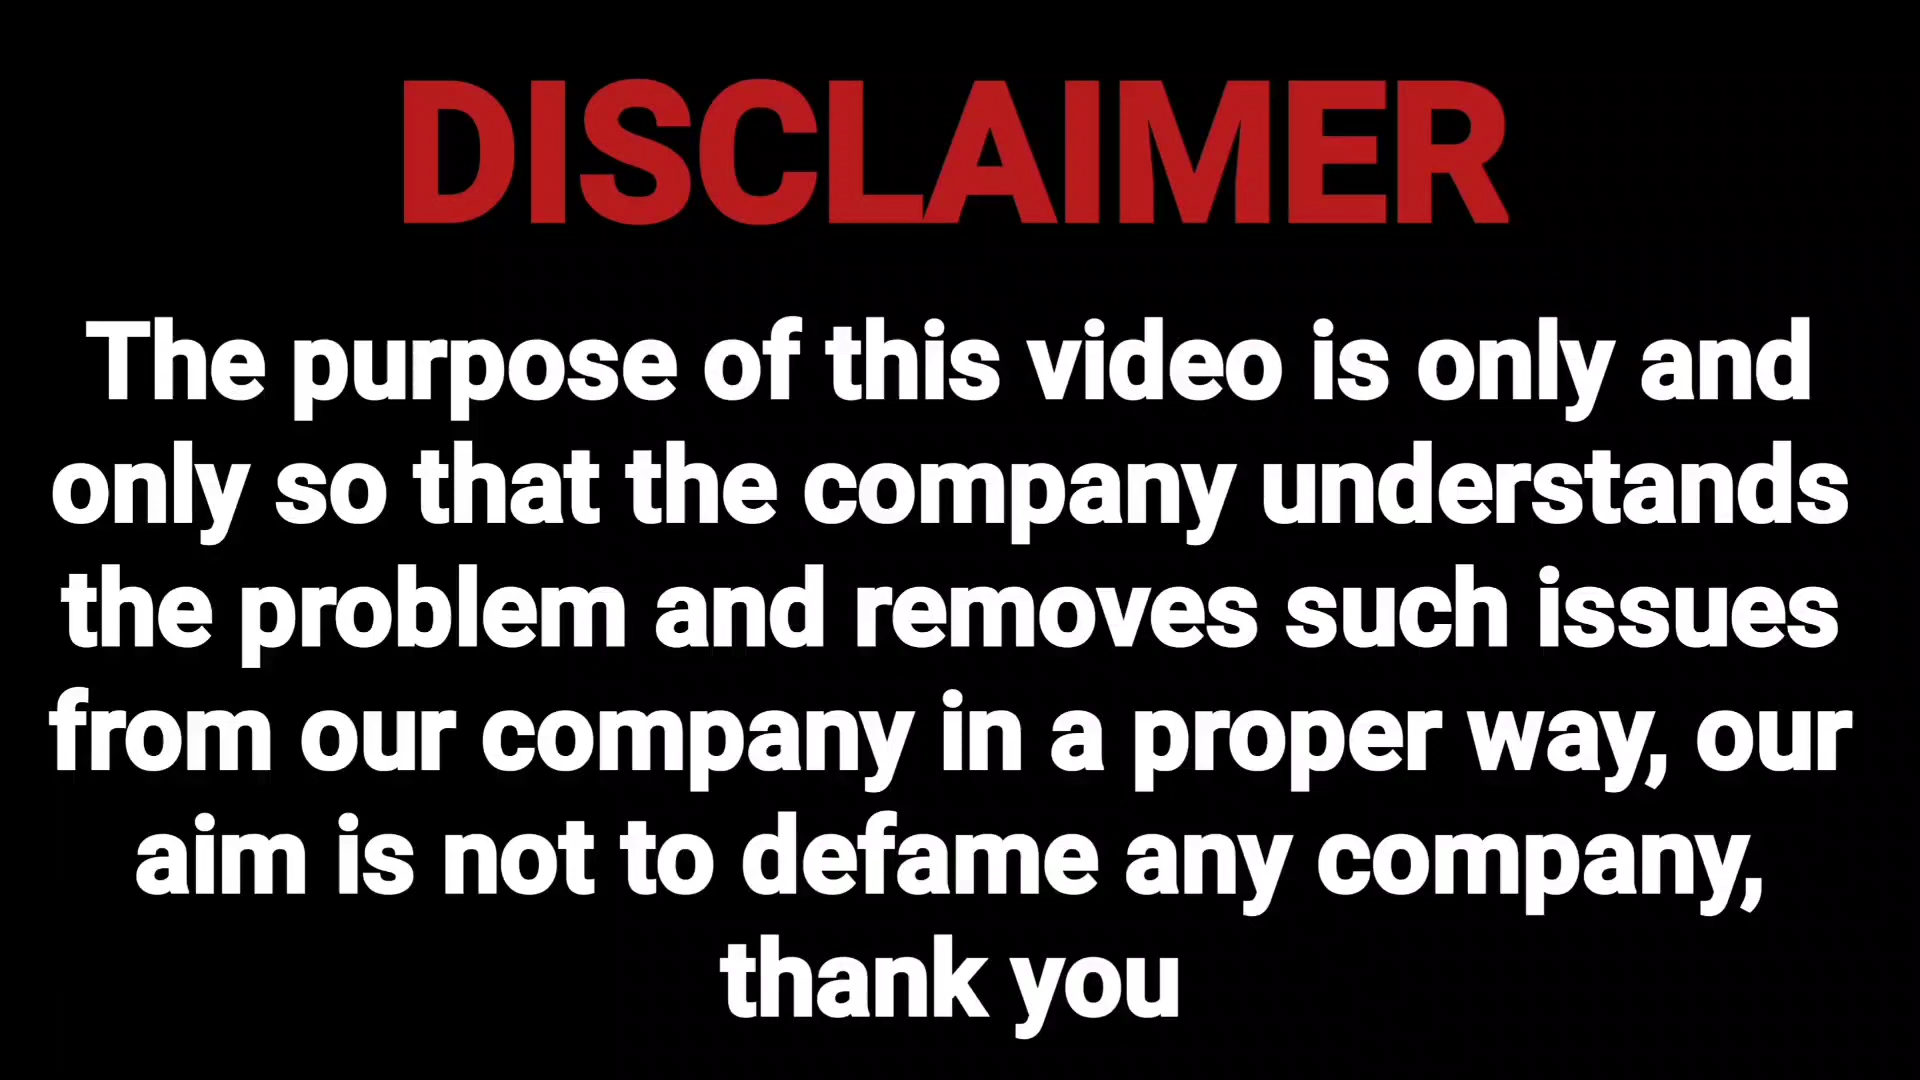 DISCLAIMER
The purpose of this video is only and
only so that the company understands
the problem and removes such issues
from our company in a proper way, our
aim is not to defame any company,
thank you